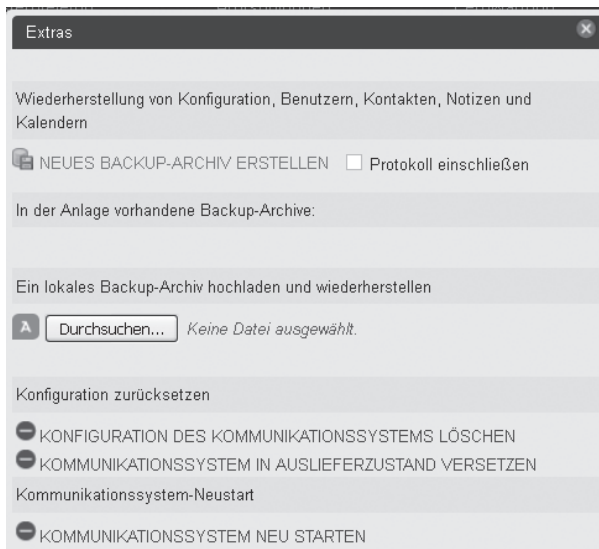 Extras
Wiederherstellung von Konfiguration, Benutzern, Kontakten, Notizen und
Kalendern
NEUES BACKUP-ARCHIV ERSTELLEN Protokoll einschließen
In der Anlage vorhandene Backup-Archive:
Ein lokales Backup-Archiv hochladen und wiederherstellen
A Durchsuchen... Keine Datei ausgewählt.
Konfiguration zurücksetzen
KONFIGURATION DES KOMMUNIKATIONSSYSTEMS LÖSCHEN
KOMMUNIKATIONSSYSTEM IN AUSLIEFERZUSTAND VERSETZEN
Kommunikationssystem-Neustart
KOMMUNIKATIONSSYSTEM NEU STARTEN